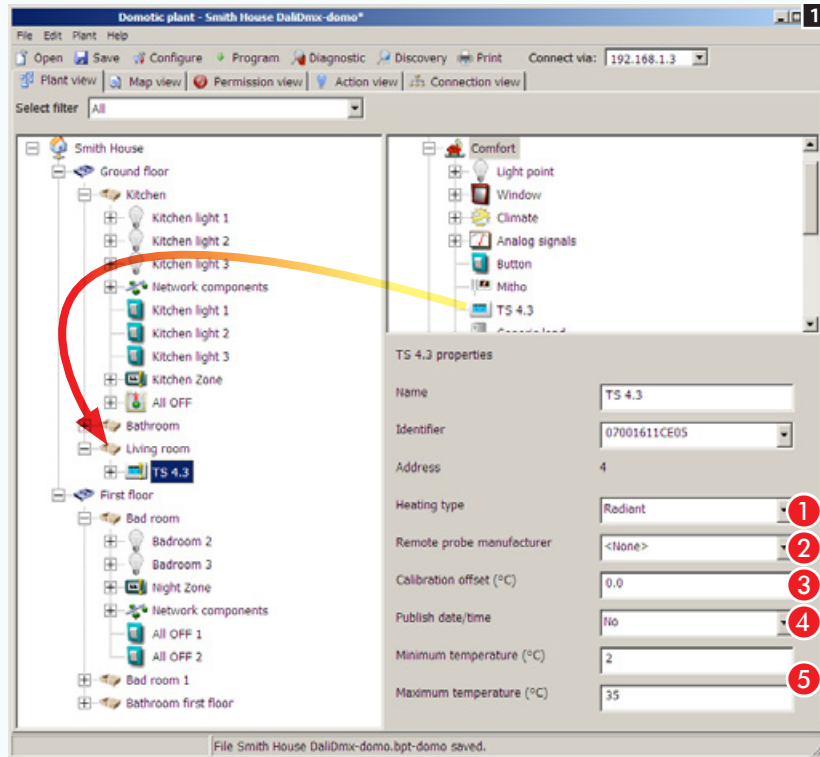 Domotic plant - Smith House DaliDmx-domo*
1
File Edit Plant Help
Open Save Configure Program Diagnostic Discovery Print Connect via: 192.168.1.3
Plant view Map view Permission view Action view Connection view
Select filter All
Smith House
Ground floor
Kitchen
Kitchen light 1
Kitchen light 2
Kitchen light 3
Network components
Kitchen light 1
Kitchen light 2
Kitchen light 3
Kitchen Zone
All OFF
Bathroom
Living room
TS 4.3
First floor
Bad room
Badroom 2
Badroom 3
Night Zone
Network components
All OFF 1
All OFF 2
Bad room 1
Bathroom first floor
Comfort
Light point
Window
Climate
Analog signals
Button
Mitho
TS 4.3
Generic load
TS 4.3 properties
Name TS 4.3
Identifier 07001611CE05
Address 4
Heating type Radiant 1
Remote probe manufacturer <None> 2
Calibration offset (°C) 0.0 3
Publish date/time No 4
Minimum temperature (°C) 2
5
Maximum temperature (°C) 35
File Smith House DaliDmx-domo.bpt-domo saved.